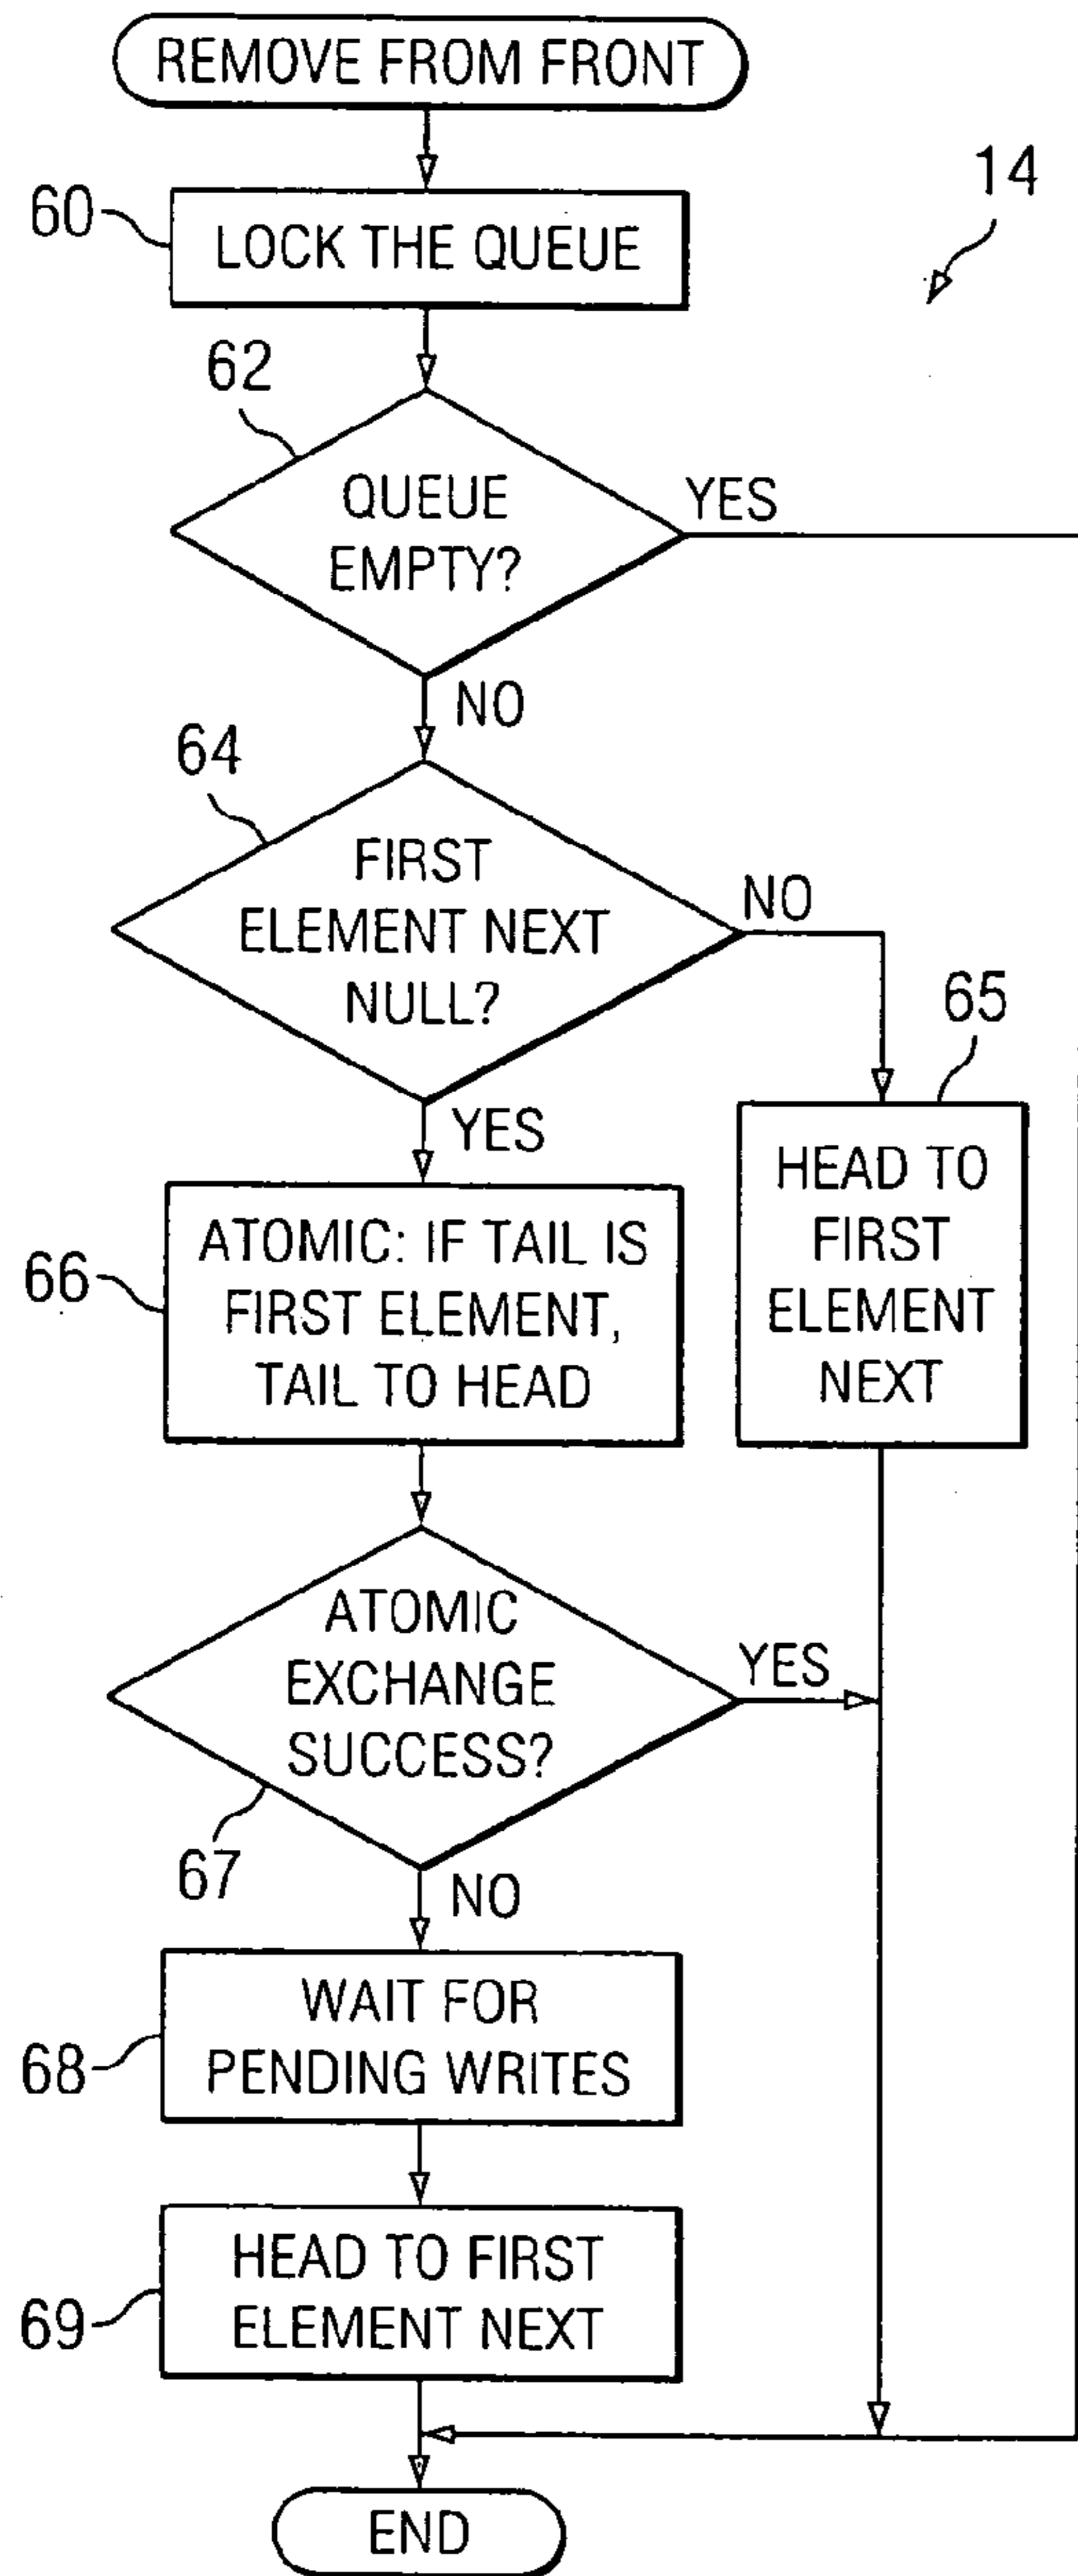 REMOVE FROM FRONT
14
60
LOCK THE QUEUE
62
QUEUE
EMPTY?
YES
NO
64
FIRST
ELEMENT NEXT
NULL?
NO
65
YES
HEAD TO
FIRST
ELEMENT
NEXT
66
ATOMIC: IF TAIL IS
FIRST ELEMENT,
TAIL TO HEAD
ATOMIC
EXCHANGE
SUCCESS?
YES
67
NO
68
WAIT FOR
PENDING WRITES
69
HEAD TO FIRST
ELEMENT NEXT
END